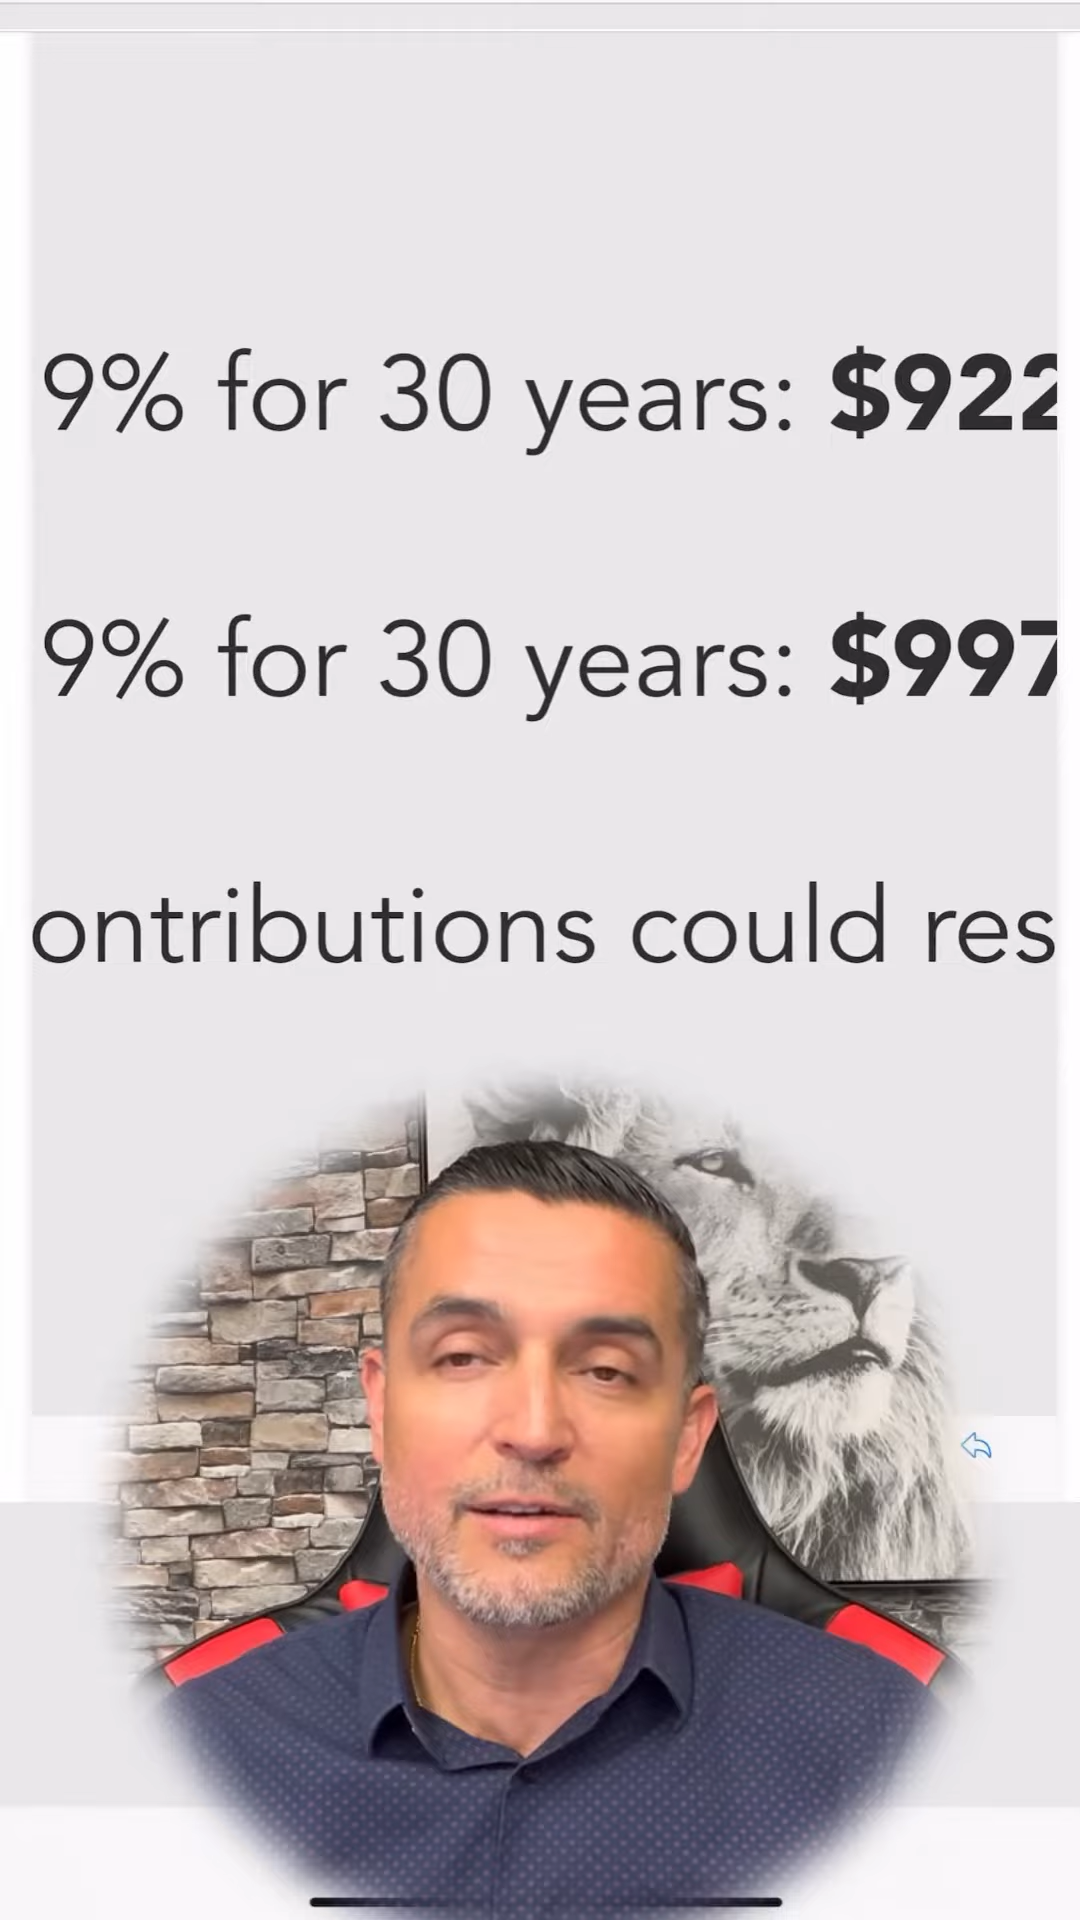 9% for 30 years: $922
9% for 30 years: $997
ontributions could res